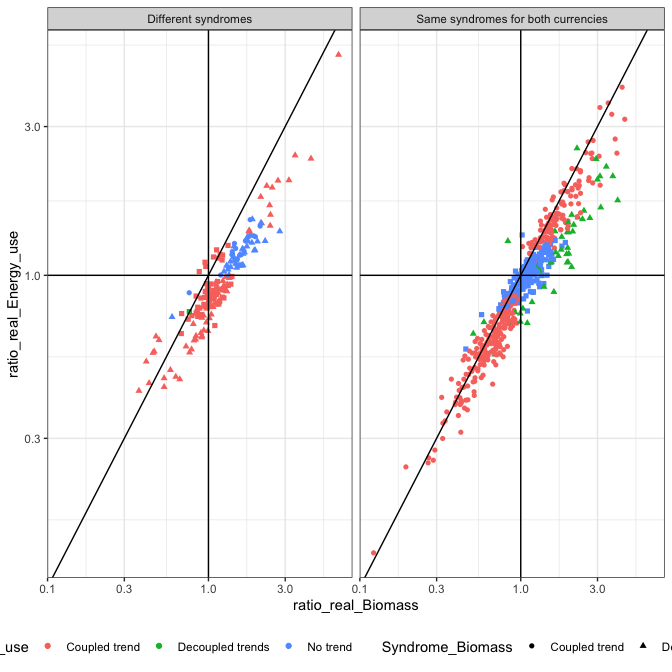 Different syndromes
Same syndromes for both currencies
ratio_real_Energy_use
3.0
1.0
0.3
0.1 0.3 1.0 3.0
0.1 0.3 1.0 3.0
ratio_real_Biomass
_use Coupled trend Decoupled trends No trend Syndrome_Biomass Coupled trend